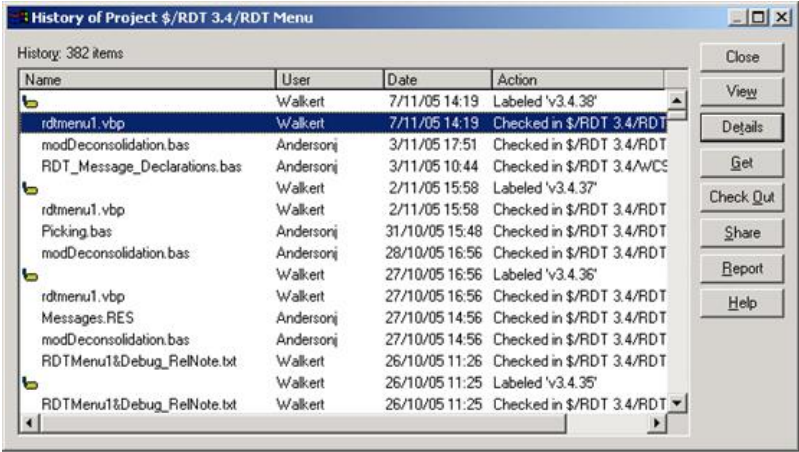 History of Project $/RDT 3.4/RDT Menu
History: 382 items
Close
Name User Date Action
Walkert 7/11/05 14:19 Labeled 'v3.4.38'
View
rdtmenu1.vbp Walkert 7/11/05 14:19 Checked in $/RDT 3.4/RDT
Details
modDeconsolidation.bas Andersonj 3/11/05 17:51 Checked in $/RDT 3.4/RDT
RDT_Message_Declarations.bas Andersonj 3/11/05 10:44 Checked in $/RDT 3.4/WCS
Get
Walkert 2/11/05 15:58 Labeled 'v3.4.37'
Check Out
rdtmenu1.vbp Walkert 2/11/05 15:58 Checked in $/RDT 3.4/RDT
Picking.bas Andersonj 31/10/05 15:48 Checked in $/RDT 3.4/RDT
Share
modDeconsolidation.bas Andersonj 28/10/05 16:56 Checked in $/RDT 3.4/RDT
Walkert 27/10/05 16:56 Labeled 'v3.4.36'
Report
rdtmenu1.vbp Walkert 27/10/05 16:56 Checked in $/RDT 3.4/RDT
Help
Messages.RES Andersonj 27/10/05 14:56 Checked in $/RDT 3.4/RDT
modDeconsolidation.bas Andersonj 27/10/05 14:56 Checked in $/RDT 3.4/RDT
RDTMenu1&Debug_RelNote.txt Walkert 26/10/05 11:26 Checked in $/RDT 3.4/RDT
Walkert 26/10/05 11:25 Labeled 'v3.4.35'
RDTMenu1&Debug_RelNote.txt Walkert 26/10/05 11:25 Checked in $/RDT 3.4/RDT